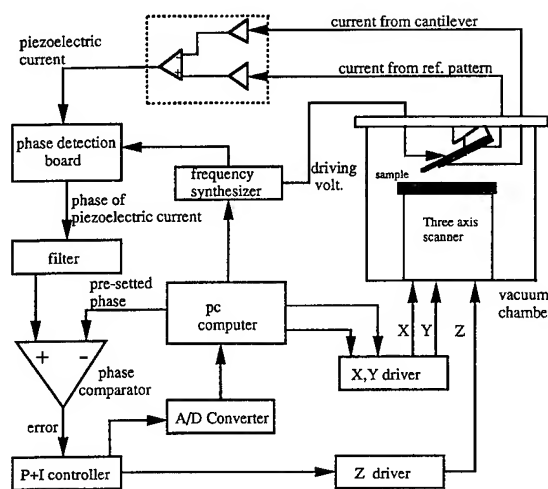 piezoelectric
current
current from cantilever
- +
current from ref. pattern
phase detection
board
frequency
synthesizer
driving
volt.
sample
Three axis
scanner
phase of
piezoelectric current
filter
pre-setted
phase
pc
computer
vacuum
chamber
X Y Z
+ -
phase
comparator
X,Y driver
error
A/D Converter
P+I controller
Z driver